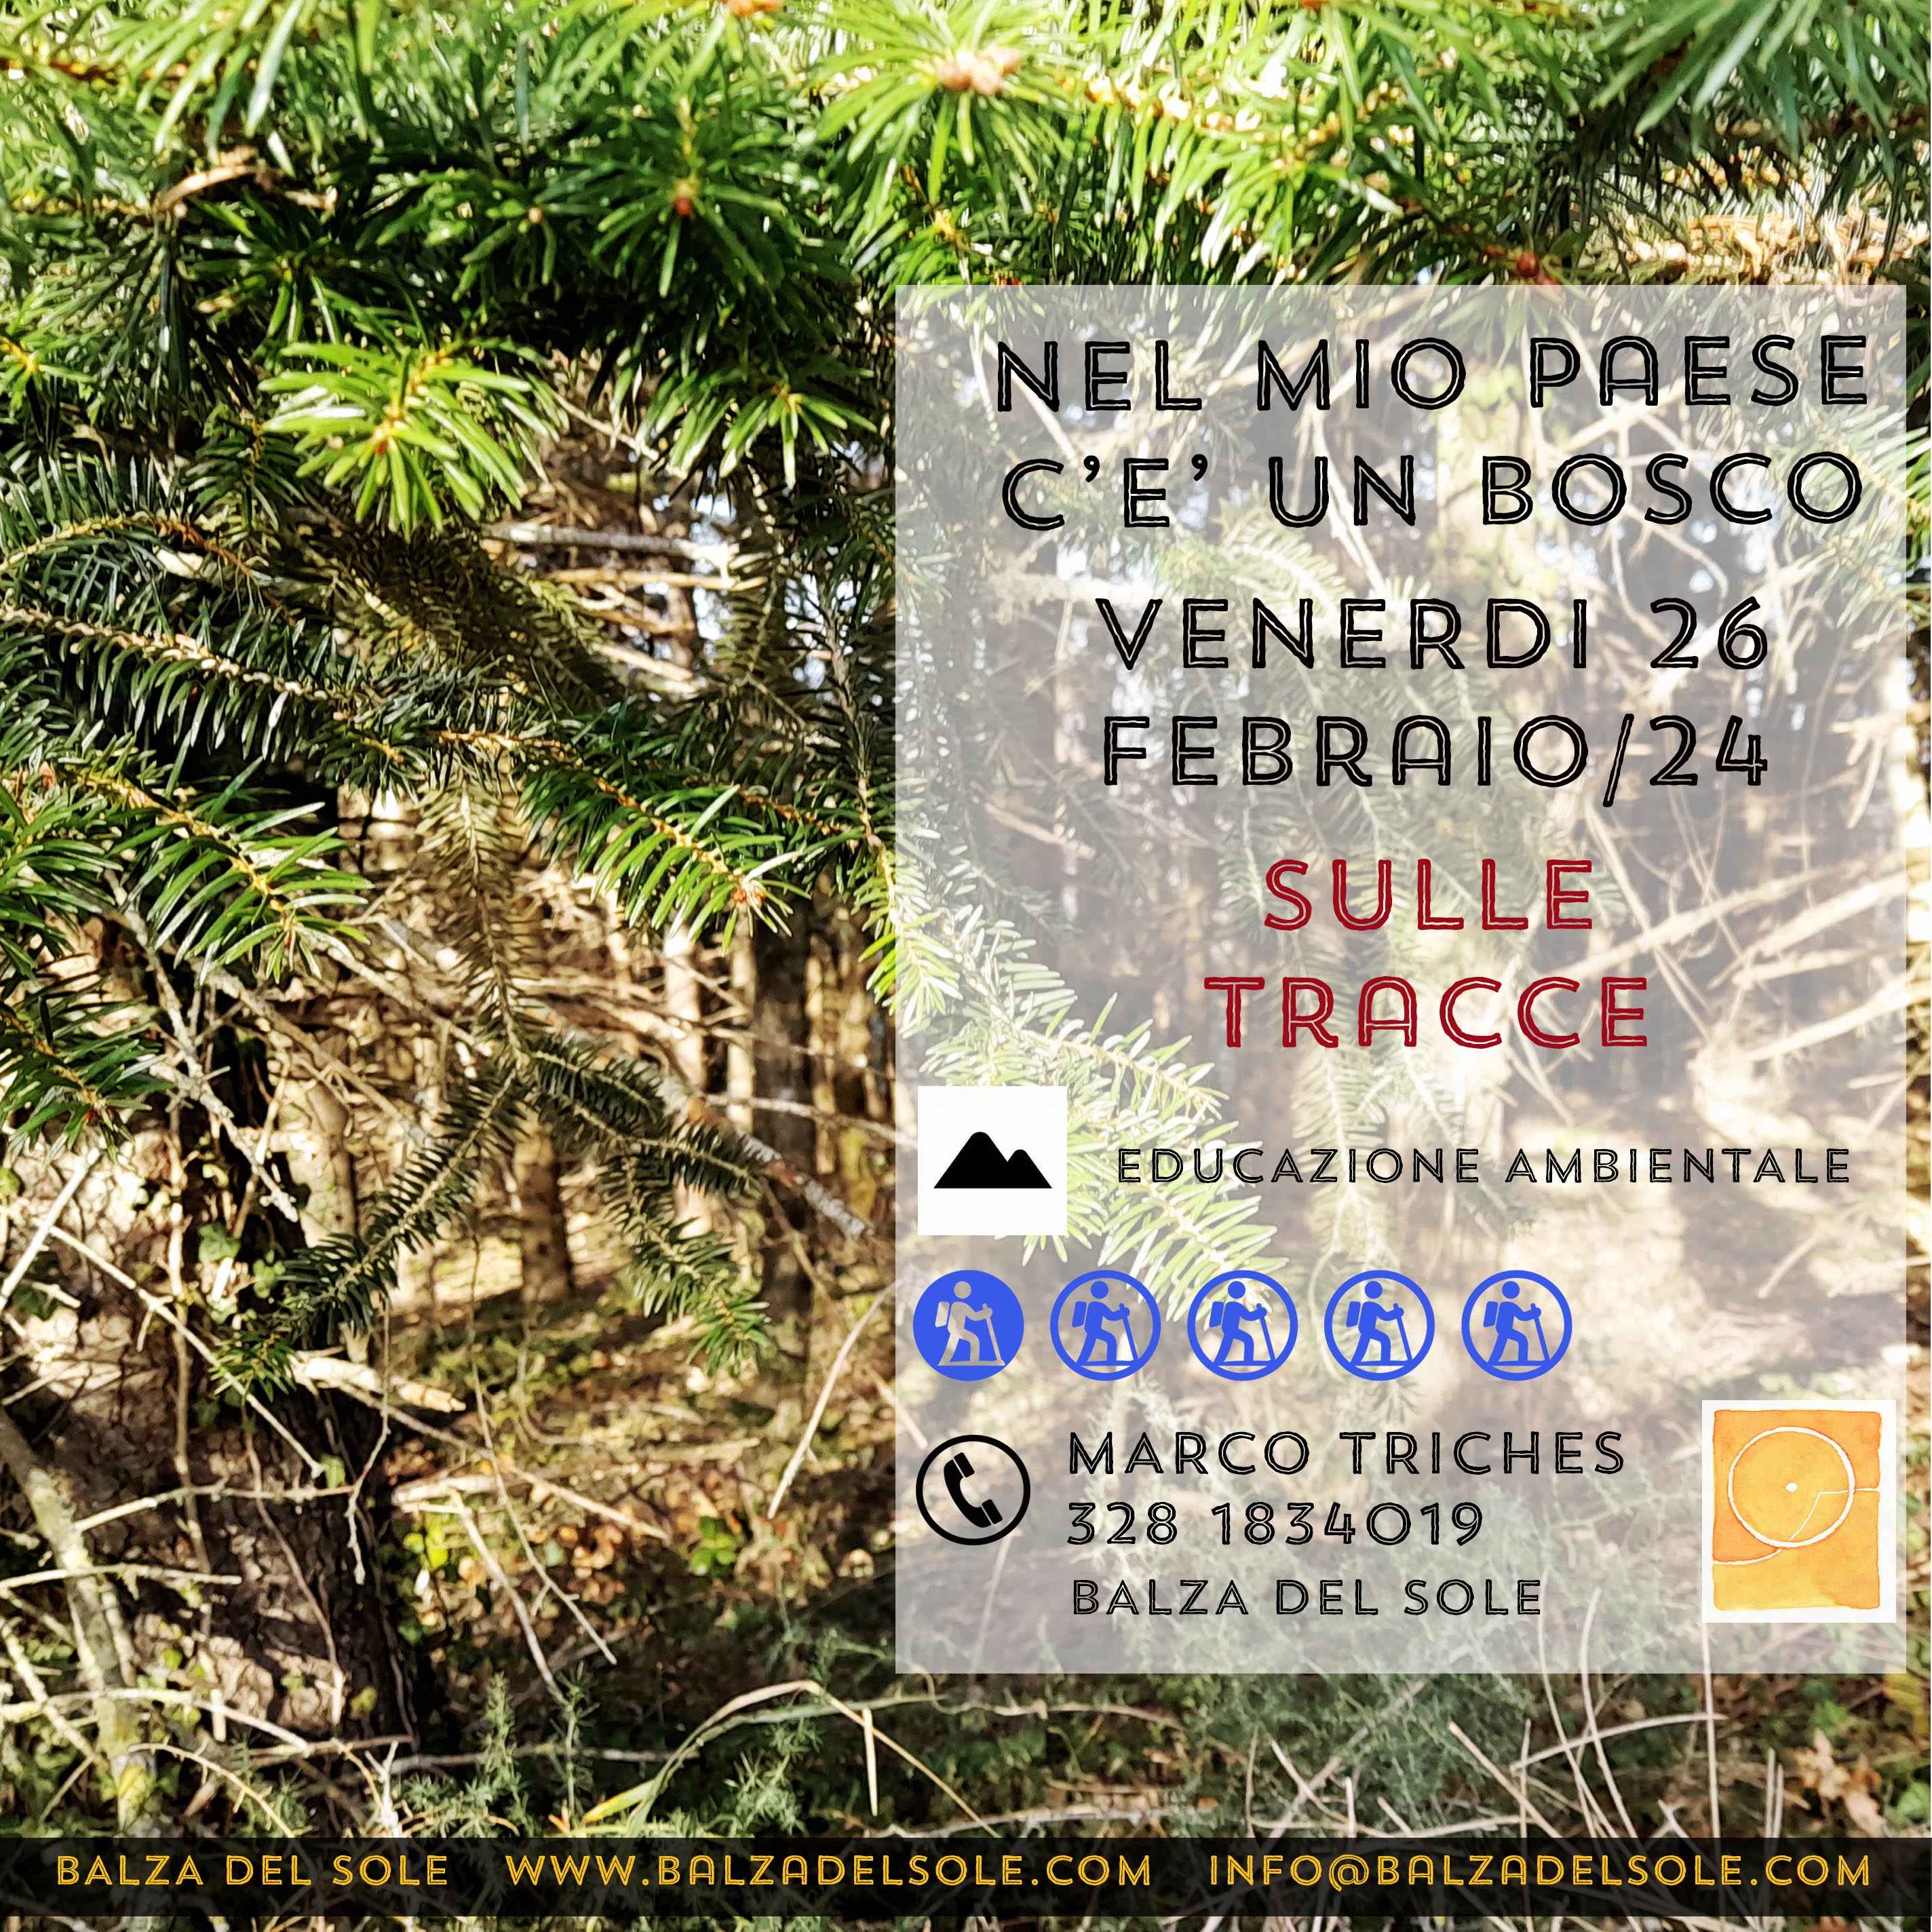 NEL MIO PAESE
C'E' UN BOSCO
VENERDI 26
FEBRAIO/24
SULLE
TRACCE
EDUCAZIONE AMBIENTALE
MARCO TRICHES
328 1834019
BALZA DEL SOLE
BALZA DEL SOLE WWW.BALZADELSOLE.COM INFO@BALZADELSOLE.COM